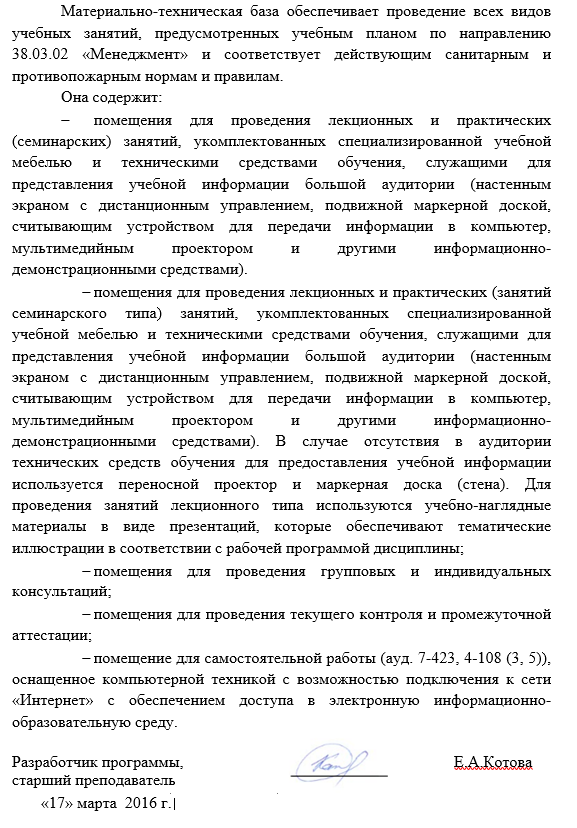 Материально-техническая база обеспечивает проведение всех видов
учебных занятий, предусмотренных учебным планом по направлению
38.03.02 «Менеджмент» и соответствует действующим санитарным и
противопожарным нормам и правилам.
Она содержит:
– помещения для проведения лекционных и практических
(семинарских) занятий, укомплектованных специализированной учебной
мебелью и техническими средствами обучения, служащими для
представления учебной информации большой аудитории (настенным
экраном с дистанционным управлением, подвижной маркерной доской,
считывающим устройством для передачи информации в компьютер,
мультимедийным проектором и другими информационно-
демонстрационными средствами).
– помещения для проведения лекционных и практических (занятий
семинарского типа) занятий, укомплектованных специализированной
учебной мебелью и техническими средствами обучения, служащими для
представления учебной информации большой аудитории (настенным
экраном с дистанционным управлением, подвижной маркерной доской,
считывающим устройством для передачи информации в компьютер,
мультимедийным проектором и другими информационно-
демонстрационными средствами). В случае отсутствия в аудитории
технических средств обучения для предоставления учебной информации
используется переносной проектор и маркерная доска (стена). Для
проведения занятий лекционного типа используются учебно-наглядные
материалы в виде презентаций, которые обеспечивают тематические
иллюстрации в соответствии с рабочей программой дисциплины;
– помещения для проведения групповых и индивидуальных
консультаций;
– помещения для проведения текущего контроля и промежуточной
аттестации;
– помещение для самостоятельной работы (ауд. 7-423, 4-108 (3, 5)),
оснащенное компьютерной техникой с возможностью подключения к сети
«Интернет» с обеспечением доступа в электронную информационно-
образовательную среду.
Разработчик программы,
старший преподаватель
Е.А.Котова
«17» марта 2016 г.